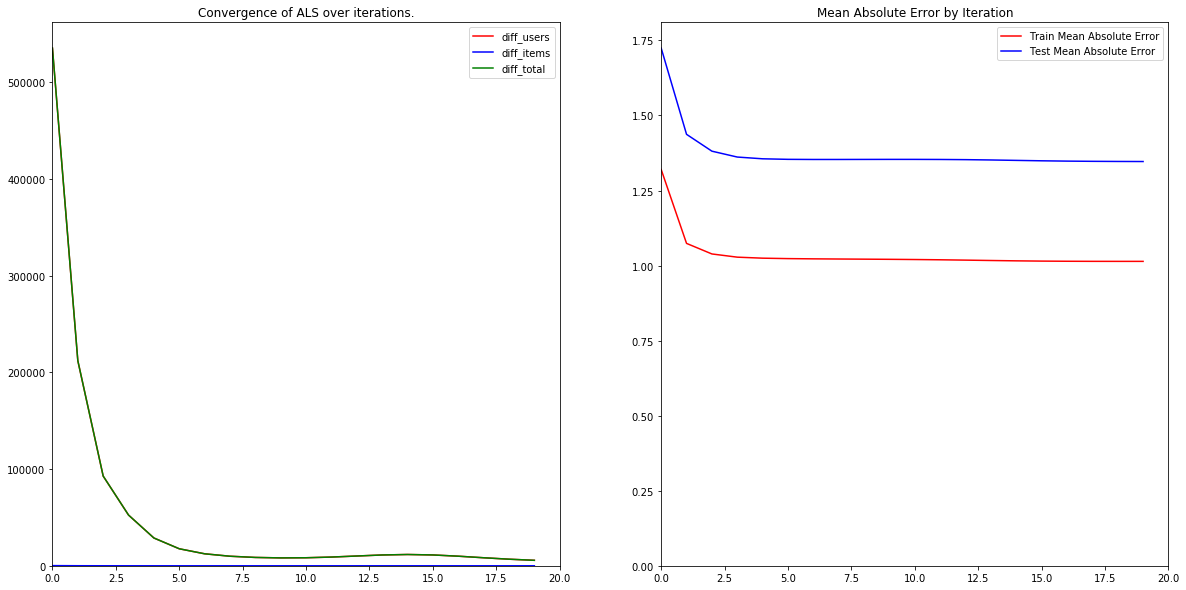 Convergence of ALS over iterations.
diff_users
diff_items
diff_total
500000
400000
300000
200000
100000
0
0.0 2.5 5.0 7.5 10.0 12.5 15.0 17.5 20.0
Mean Absolute Error by Iteration
Train Mean Absolute Error
Test Mean Absolute Error
1.75
1.50
1.25
1.00
0.75
0.50
0.25
0.00
0.0 2.5 5.0 7.5 10.0 12.5 15.0 17.5 20.0